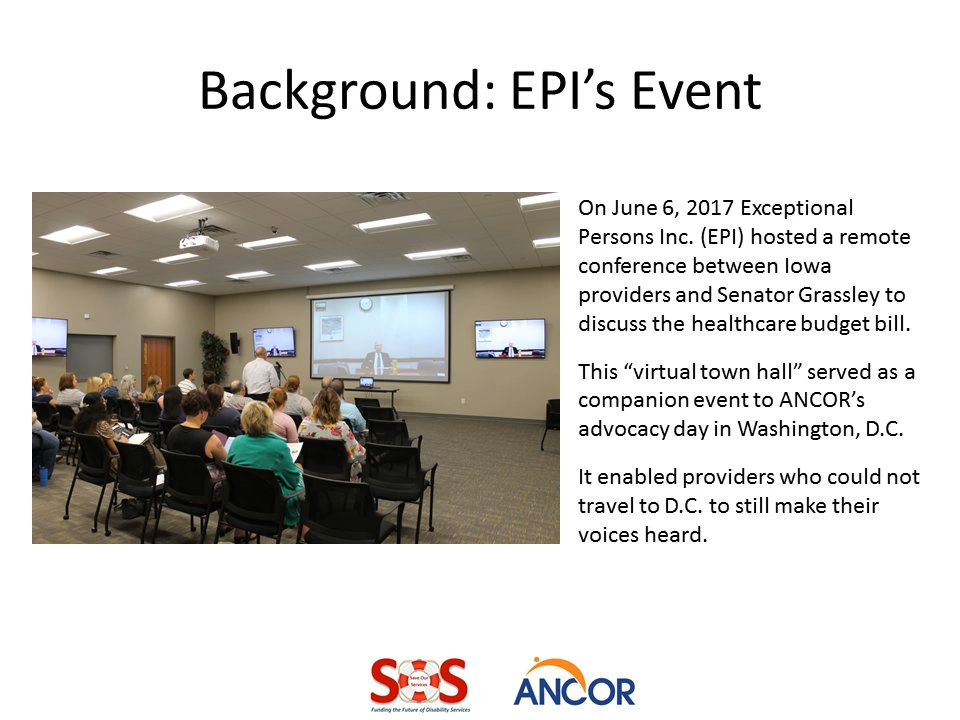 Background: EPI’s Event
On June 6, 2017 Exceptional
Persons Inc. (EPI) hosted a remote
conference between Iowa
providers and Senator Grassley to
discuss the healthcare budget bill.
This “virtual town hall” served as a
companion event to ANCOR’s
advocacy day in Washington, D.C.
It enabled providers who could not
travel to D.C. to still make their
voices heard.
SOS
Save Our
Services
Funding the Future of Disability Services
ANCOR